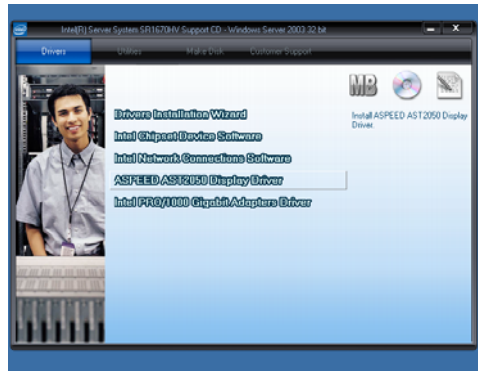 Intel(R) Server System SR1670HV Support CD - Windows Server 2003 32 bit
Drivers
Utilities
Make Disk
Customer Support
MB
Install ASPEED AST2050 Display
Driver.
Drivers Installation Wizard
Intel Chipset Device Software
Intel Network Connections Software
ASPEED AST2050 Display Driver
Intel PRO/1000 Gigabit Adapters Driver